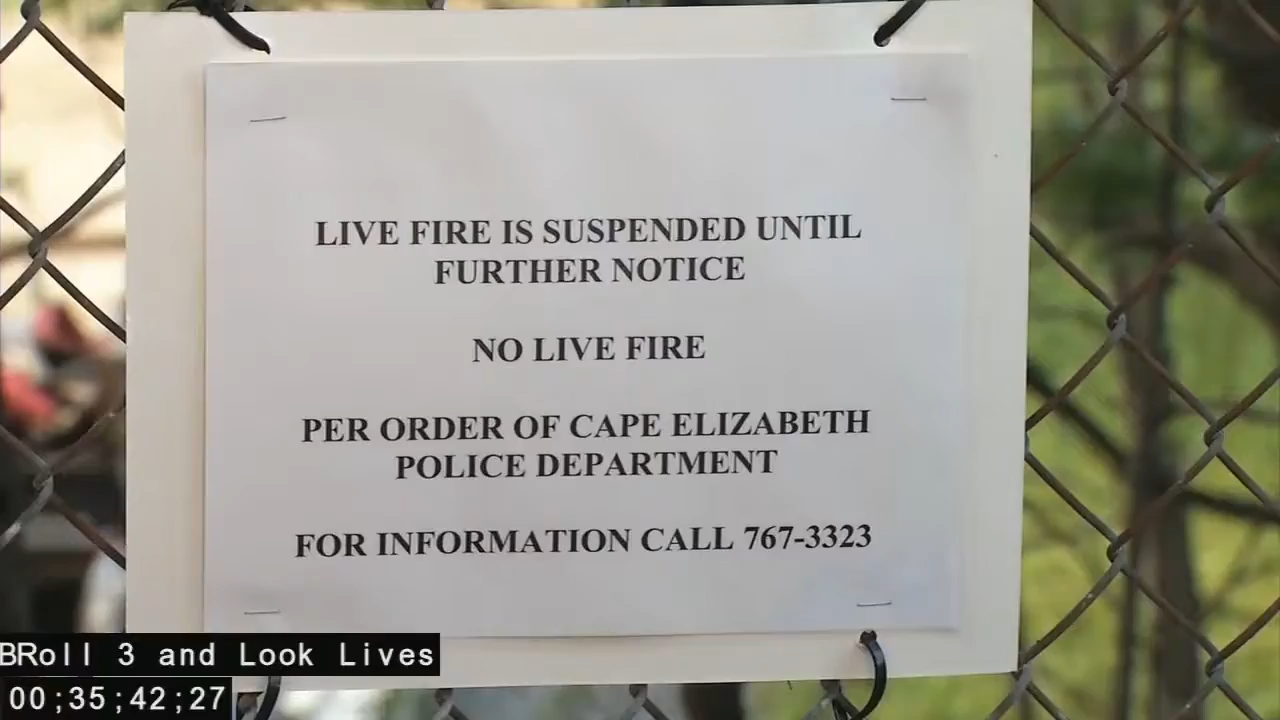 LIVE FIRE IS SUSPENDED UNTIL
FURTHER NOTICE
NO LIVE FIRE
PER ORDER OF CAPE ELIZABETH
POLICE DEPARTMENT
FOR INFORMATION CALL 767-3323
BRoll 3 and Look Lives
00;35;42;27